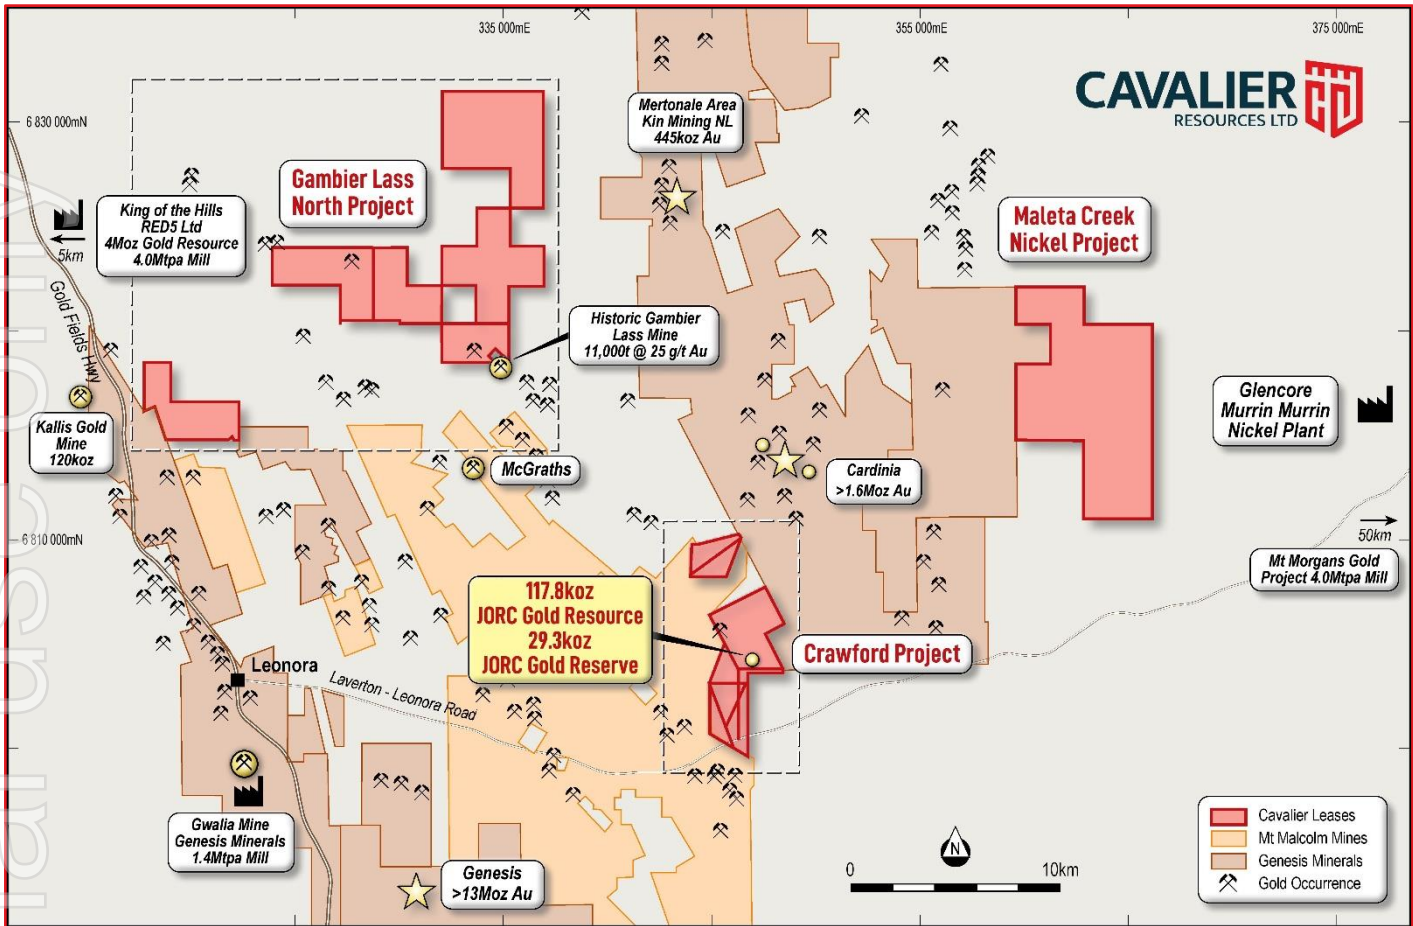 335 000mE
355 000mE
375 000mE
CAVALIER
RESOURCES LTD
6 830 000mN
Mertonale Area
Kin Mining NL
445koz Au
Gambier Lass
North Project
King of the Hills
RED5 Ltd
4Moz Gold Resource
4.0Mtpa Mill
5km
Maleta Creek
Nickel Project
Gold Fields Hwy
Historic Gambier
Lass Mine
11,000t @ 25 g/t Au
Glencore
Murrin Murrin
Nickel Plant
Kallis Gold
Mine
120koz
McGraths
Cardinia
>1.6Moz Au
6 810 000mN
50km
Mt Morgans Gold
Project 4.0Mtpa Mill
117.8koz
JORC Gold Resource
29.3koz
JORC Gold Reserve
Crawford Project
Leonora
Laverton - Leonora Road
Gwalia Mine
Genesis Minerals
1.4Mtpa Mill
Genesis
>13Moz Au
N
0
10km
Cavalier Leases
Mt Malcolm Mines
Genesis Minerals
Gold Occurrence